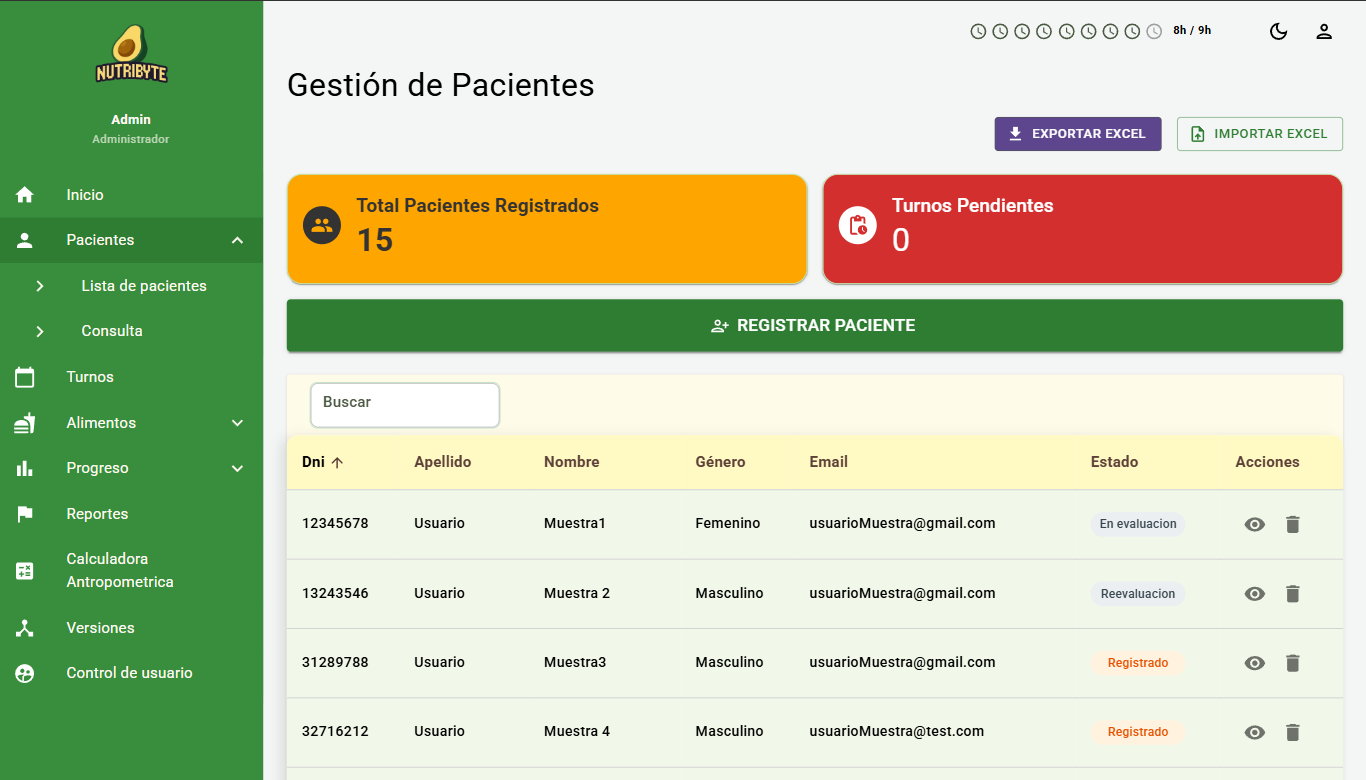 NUTRIBYTE
Admin
Administrador
Inicio
Pacientes
Lista de pacientes
Consulta
Turnos
Alimentos
Progreso
Reportes
Calculadora
Antropometrica
Versiones
Control de usuario
8h / 9h
Gestión de Pacientes
EXPORTAR EXCEL IMPORTAR EXCEL
Total Pacientes Registrados
15
Turnos Pendientes
0
REGISTRAR PACIENTE
Buscar
Dni Apellido Nombre Género Email Estado Acciones
12345678 Usuario Muestra1 Femenino usuarioMuestra@gmail.com En evaluacion
13243546 Usuario Muestra 2 Masculino usuarioMuestra@gmail.com Reevaluacion
31289788 Usuario Muestra3 Masculino usuarioMuestra@gmail.com Registrado
32716212 Usuario Muestra 4 Masculino usuarioMuestra@test.com Registrado